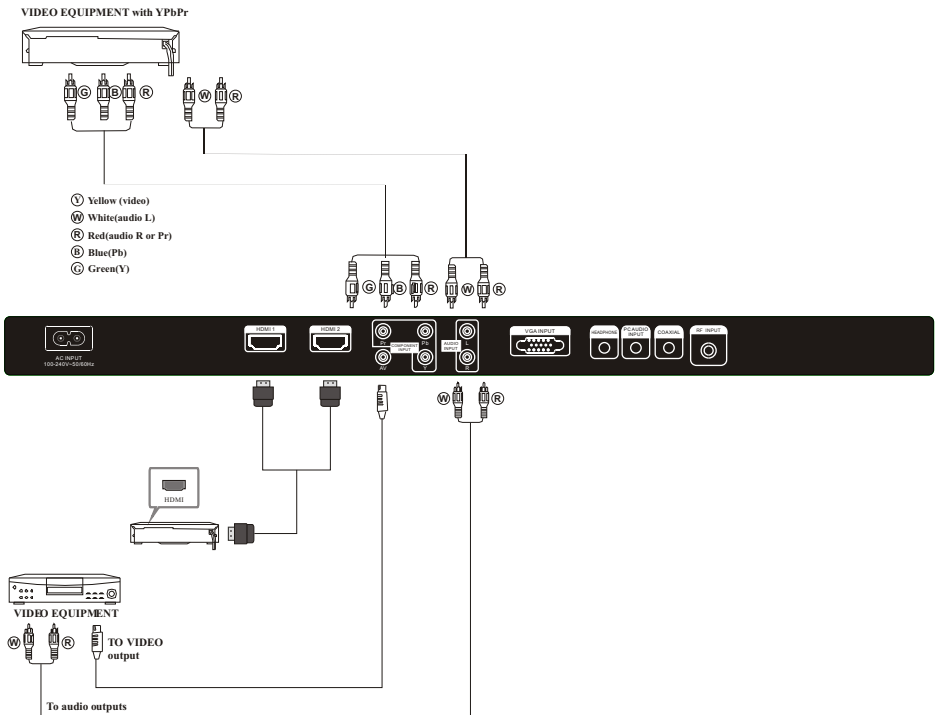 VIDEO EQUIPMENT with YPbPr
G B R W R
Y Yellow (video)
W White(audio L)
R Red(audio R or Pr)
B Blue(Pb)
G Green(Y)
G B R W R
AC INPUT
100-240V~50/60Hz
HDMI 1
HDMI 2
Pr
Pb
COMPONENT
INPUT
AV
Y
AUDIO
INPUT
L
R
VGA INPUT
HEADPHONE
PC AUDIO
INPUT
COAXIAL
RF INPUT
W R
HDMI
VIDEO EQUIPMENT
W R
TO VIDEO
output
To audio outputs